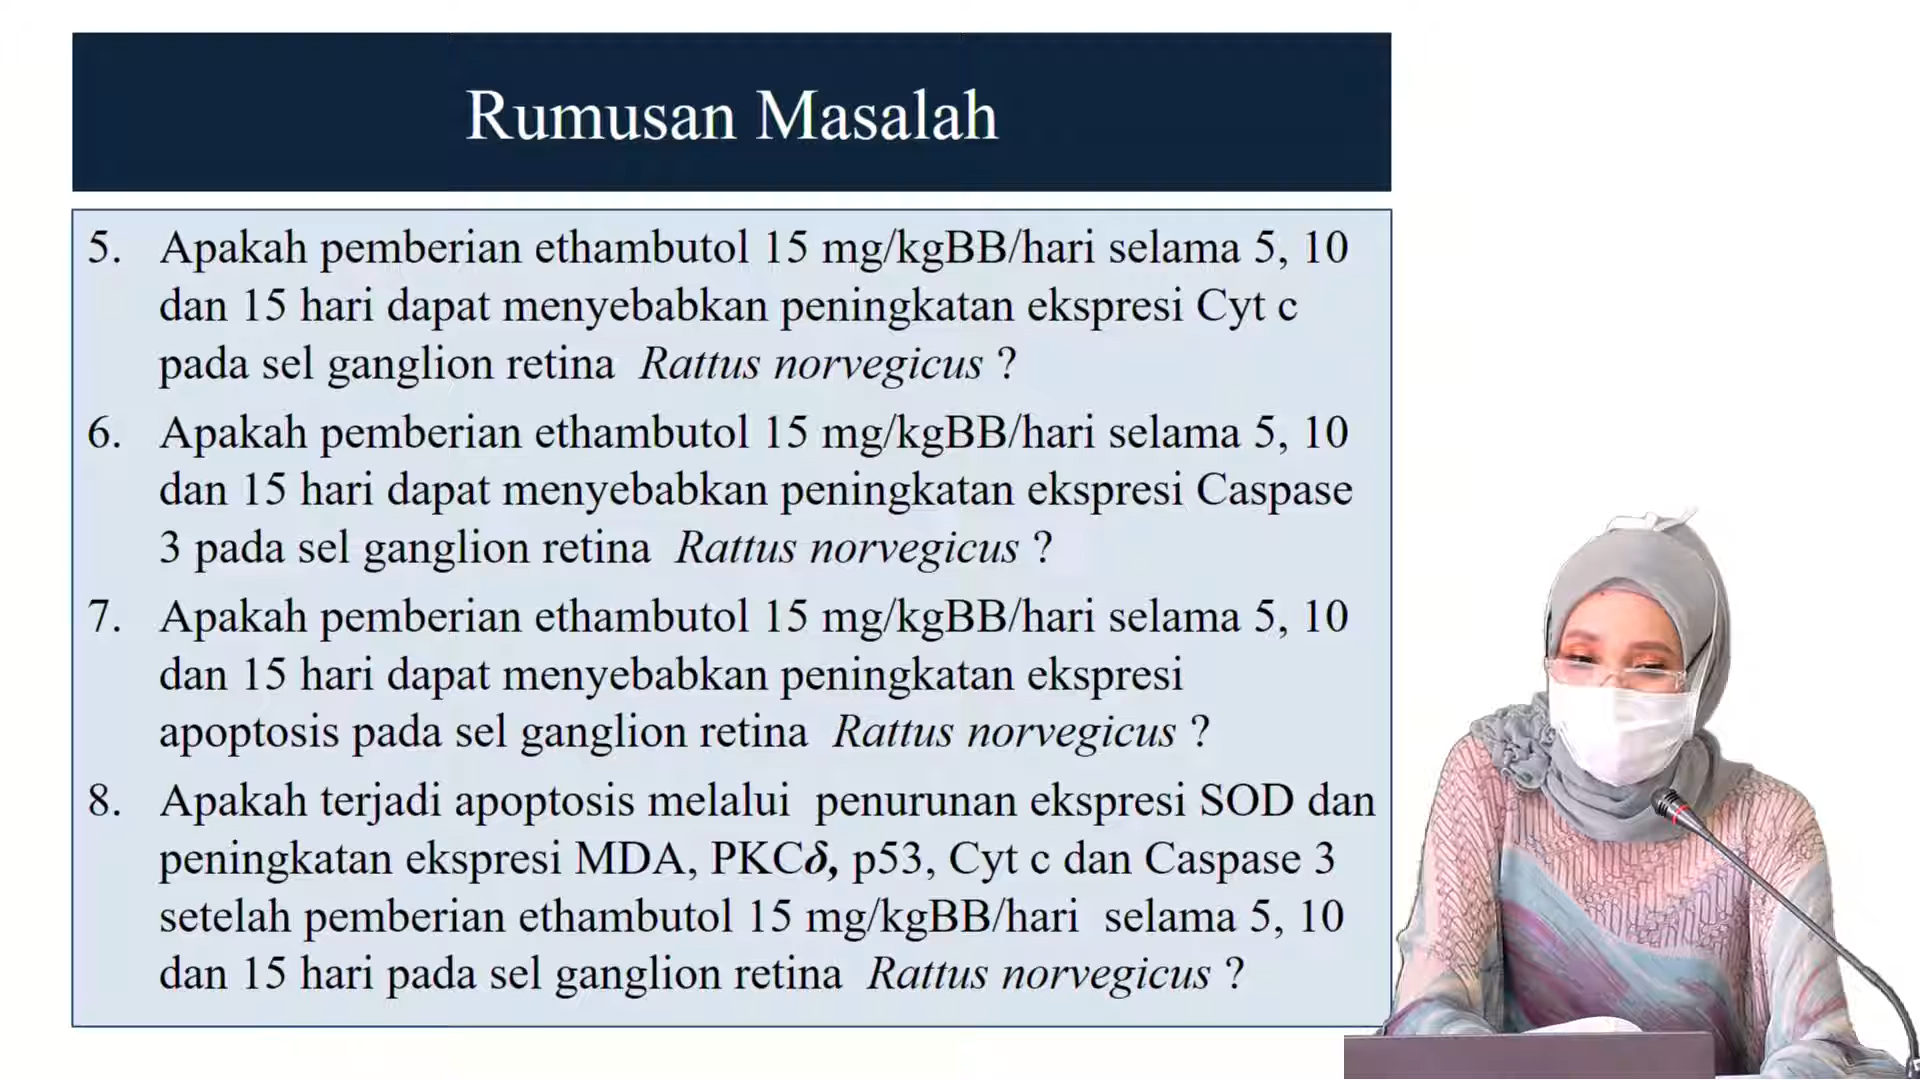 Rumusan Masalah
5. Apakah pemberian ethambutol 15 mg/kgBB/hari selama 5, 10
dan 15 hari dapat menyebabkan peningkatan ekspresi Cyt c
pada sel ganglion retina Rattus norvegicus ?
6. Apakah pemberian ethambutol 15 mg/kgBB/hari selama 5, 10
dan 15 hari dapat menyebabkan peningkatan ekspresi Caspase
3 pada sel ganglion retina Rattus norvegicus ?
7. Apakah pemberian ethambutol 15 mg/kgBB/hari selama 5, 10
dan 15 hari dapat menyebabkan peningkatan ekspresi
apoptosis pada sel ganglion retina Rattus norvegicus ?
8. Apakah terjadi apoptosis melalui penurunan ekspresi SOD dan
peningkatan ekspresi MDA, PKCδ, p53, Cyt c dan Caspase 3
setelah pemberian ethambutol 15 mg/kgBB/hari selama 5, 10
dan 15 hari pada sel ganglion retina Rattus norvegicus ?